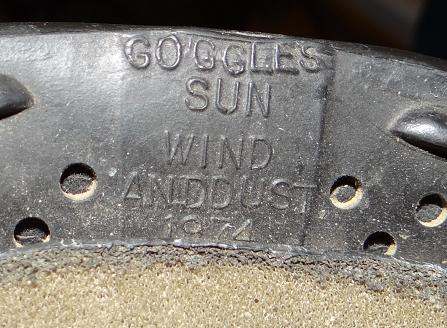 GOGGLES
SUN
WIND
ANDDUST
1974